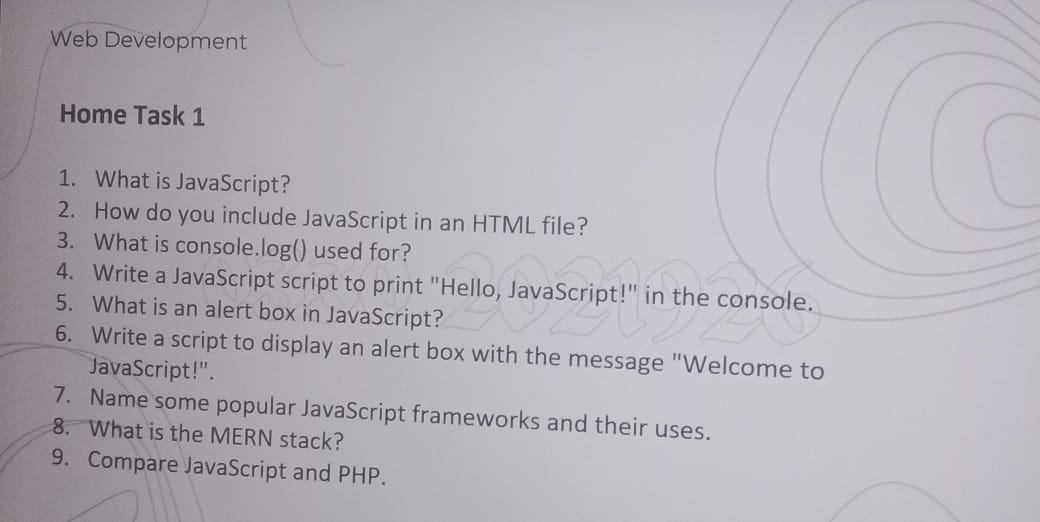 Web Development
Home Task 1
1. What is JavaScript?
2. How do you include JavaScript in an HTML file?
3. What is console.log() used for?
4. Write a JavaScript script to print "Hello, JavaScript!" in the console.
5. What is an alert box in JavaScript?
6. Write a script to display an alert box with the message "Welcome to
JavaScript!".
7. Name some popular JavaScript frameworks and their uses.
8. What is the MERN stack?
9. Compare JavaScript and PHP.